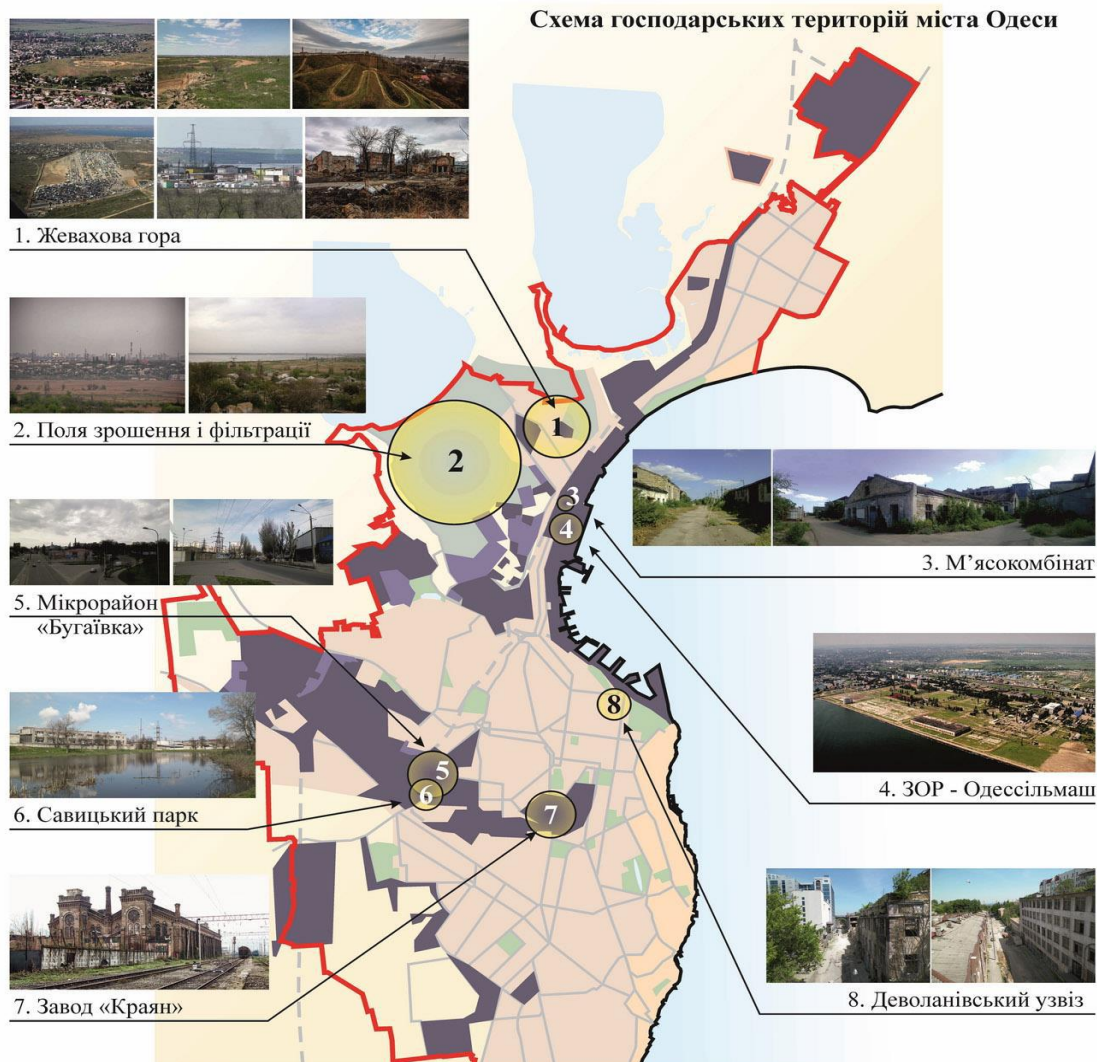 Схема господарських територій міста Одеси
1. Жевахова гора
2. Поля зрошення і фільтрації
3. М’ясокомбінат
5. Мікрорайон
«Бугаївка»
4. ЗОР - Одессільмаш
6. Савицький парк
7. Завод «Краян»
8. Деволанівський узвіз
1
2
3
4
5
6
7
8